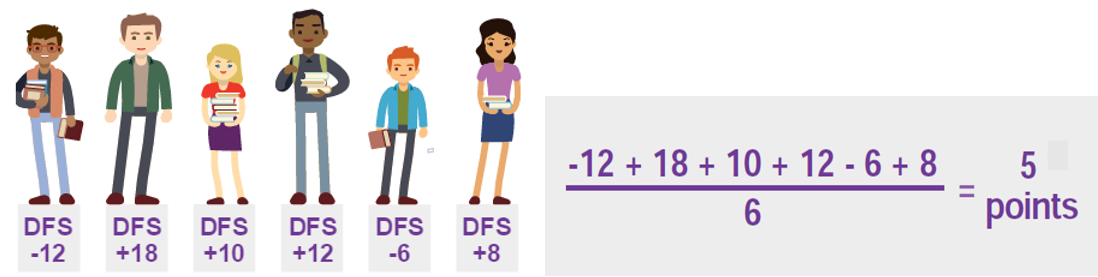 DFS
-12
DFS
+18
DFS
+10
DFS
+12
DFS
-6
DFS
+8
-12 + 18 + 10 + 12 - 6 + 8
6
=
5
points